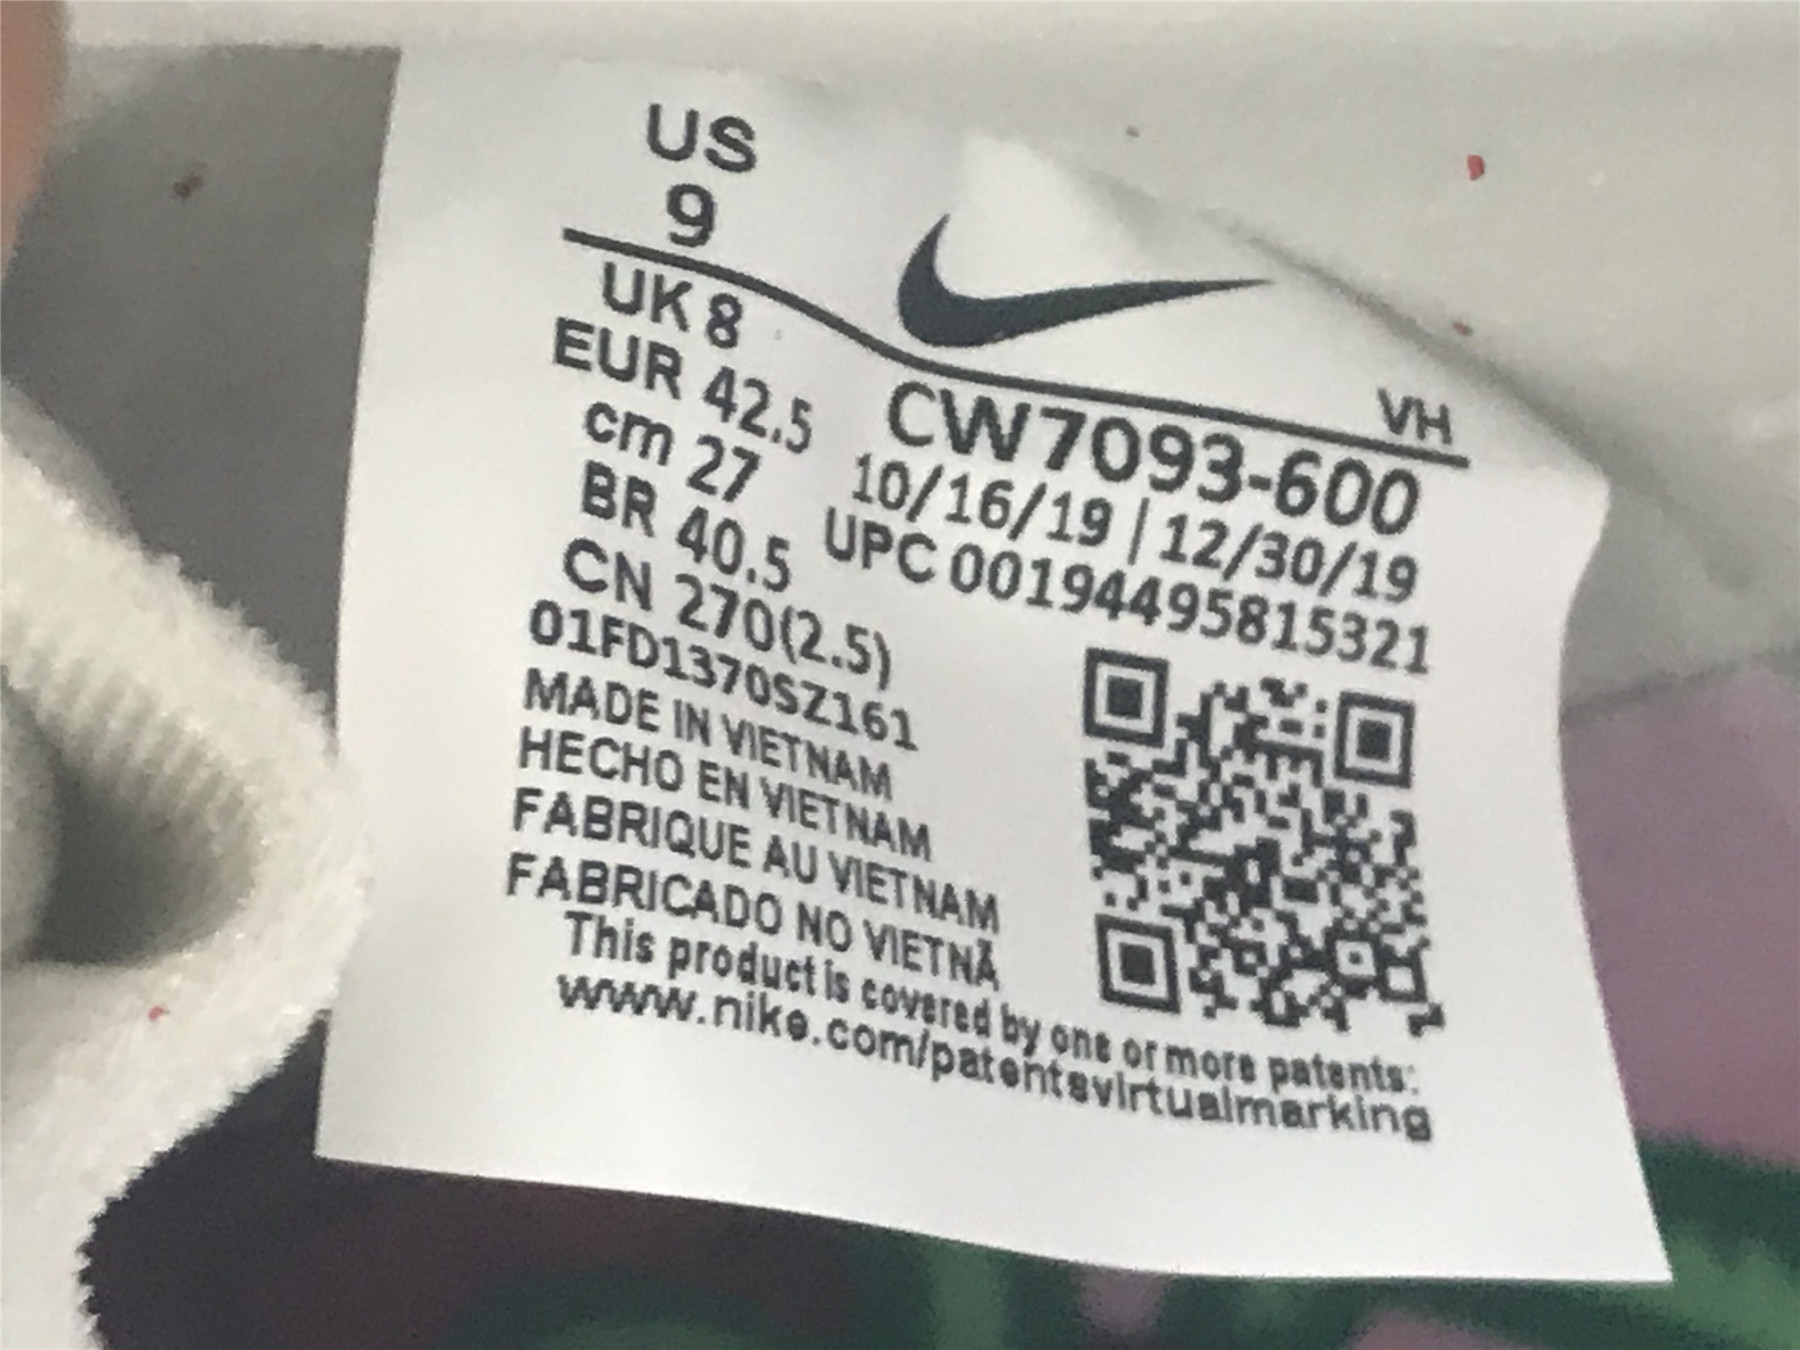 US
9
UK 8
EUR 42.5
cm 27
BR 40.5
CN 270(2.5)
01FD1370SZ161
MADE IN VIETNAM
HECHO EN VIETNAM
FABRIQUE AU VIETNAM
FABRICADO NO VIETNÃ
VH
CW7093-600
10/16/19 | 12/30/19
UPC 00194495815321
This product is covered by one or more patents:
www.nike.com/patentsvirtualmarking